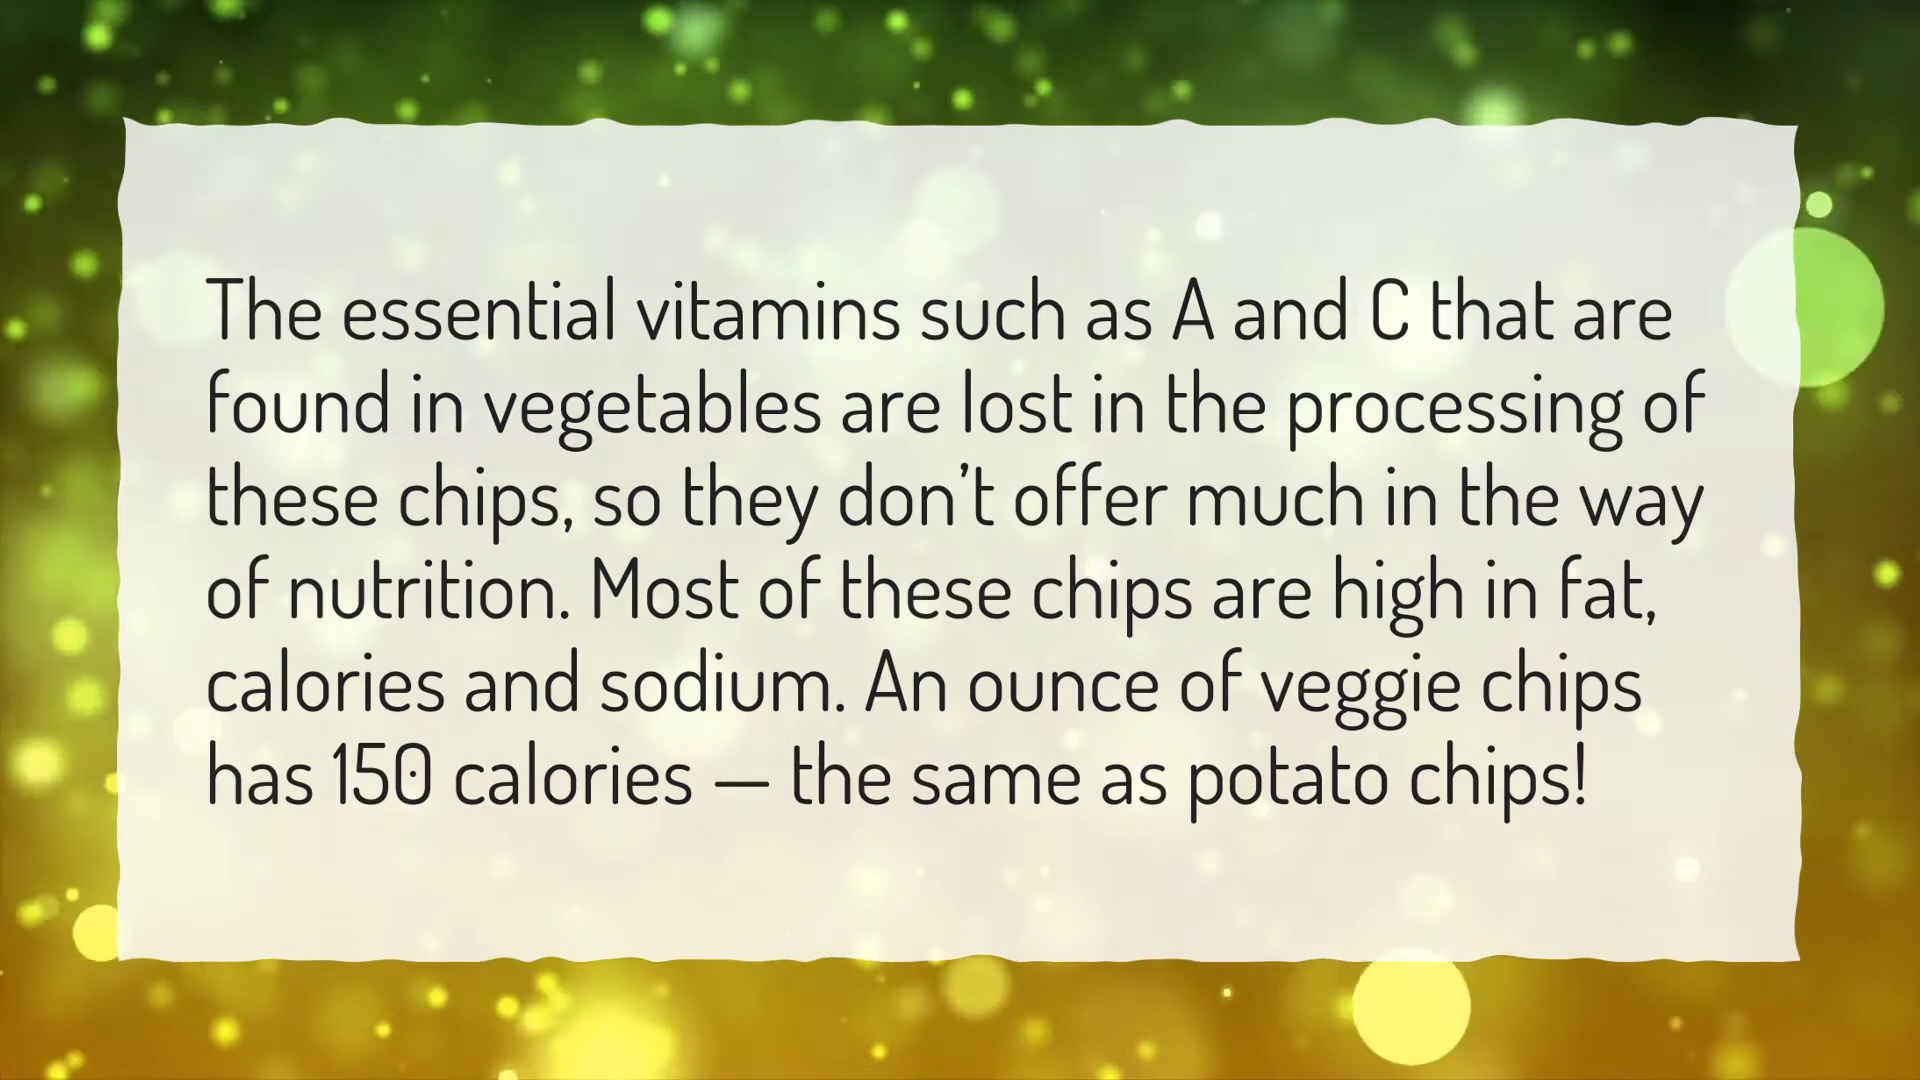 The essential vitamins such as A and C that are
found in vegetables are lost in the processing of
these chips, so they don’t offer much in the way
of nutrition. Most of these chips are high in fat,
calories and sodium. An ounce of veggie chips
has 150 calories — the same as potato chips!